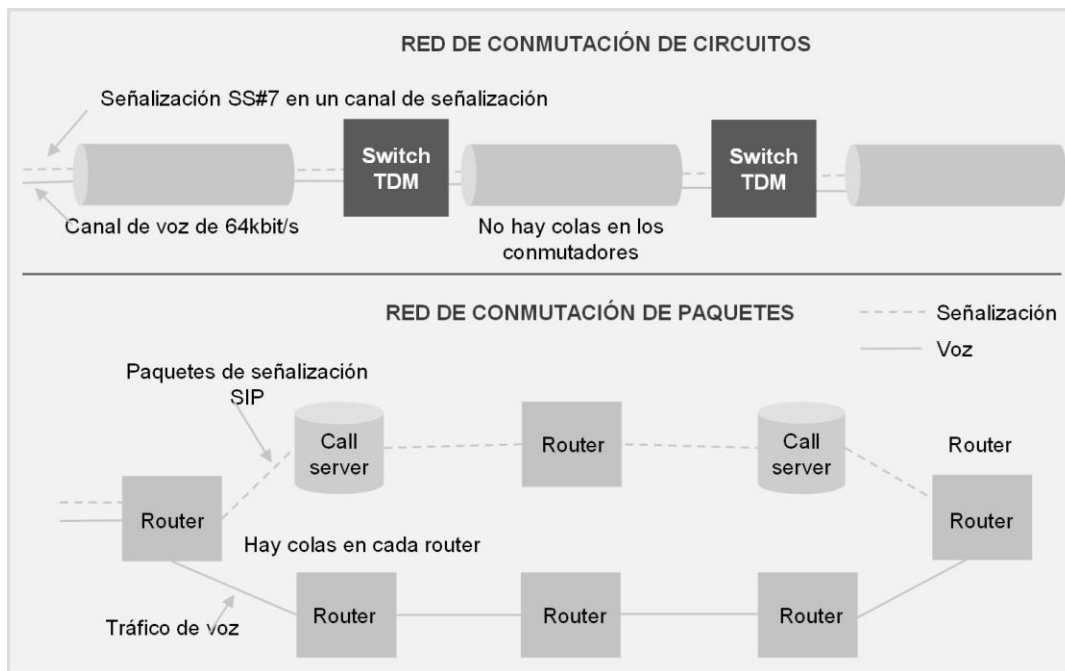 RED DE CONMUTACIÓN DE CIRCUITOS
Señalización SS#7 en un canal de señalización
Switch
TDM
Switch
TDM
Canal de voz de 64kbit/s
No hay colas en los
conmutadores
RED DE CONMUTACIÓN DE PAQUETES
Señalización
Voz
Paquetes de señalización
SIP
Call
server
Router
Call
server
Router
Router
Router
Hay colas en cada router
Router
Router
Router
Tráfico de voz